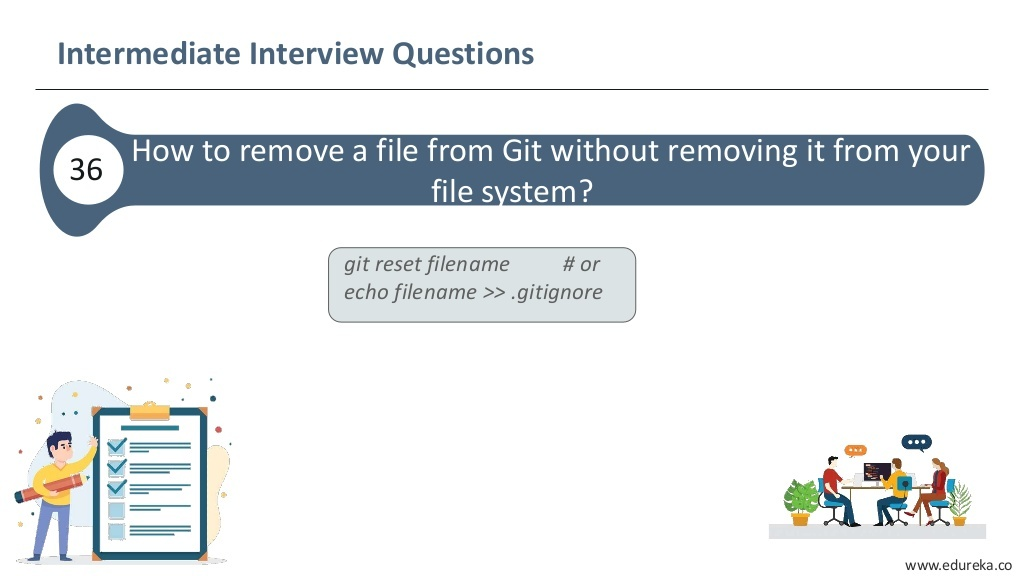 Intermediate Interview Questions
36
How to remove a file from Git without removing it from your
file system?
git reset filename # or
echo filename >> .gitignore
www.edureka.co